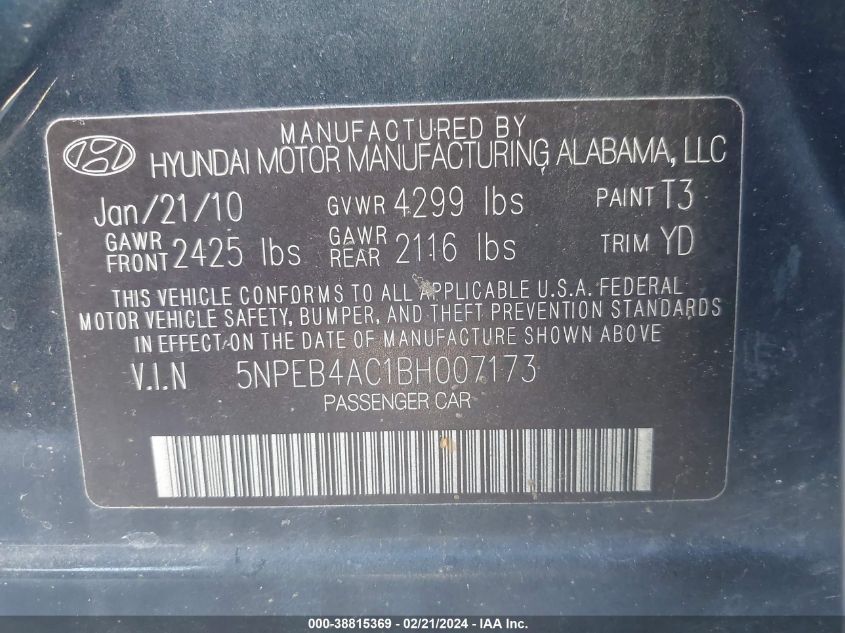 MANUFACTURED BY
HYUNDAI MOTOR MANUFACTURING ALABAMA, LLC
Jan/21/10 GVWR 4299 lbs PAINT T3
GAWR FRONT 2425 lbs GAWR REAR 2116 lbs TRIM YD
THIS VEHICLE CONFORMS TO ALL APPLICABLE U.S.A. FEDERAL
MOTOR VEHICLE SAFETY, BUMPER, AND THEFT PREVENTION STANDARDS
IN EFFECT ON THE DATE OF MANUFACTURE SHOWN ABOVE
V.I.N 5NPEB4AC1BH007173
PASSENGER CAR
000-38815369 - 02/21/2024 - IAA Inc.